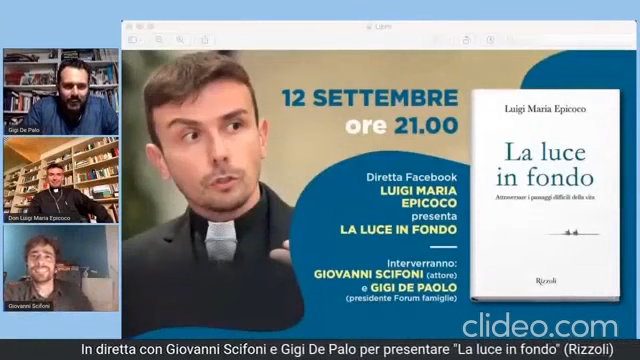 Libro
Gigi De Palo
Don Luigi Maria Epicoco
Giovanni Scifoni
12 SETTEMBRE
ore 21.00
Diretta Facebook
LUIGI MARIA
EPICOCO
presenta
LA LUCE IN FONDO
Interverranno:
GIOVANNI SCIFONI (attore)
e GIGI DE PAOLO
(presidente Forum famiglie)
Luigi Maria Epicoco
La luce
in fondo
Attraversare i passaggi difficili della vita
Rizzoli
clideo.com
In diretta con Giovanni Scifoni e Gigi De Palo per presentare "La luce in fondo" (Rizzoli)